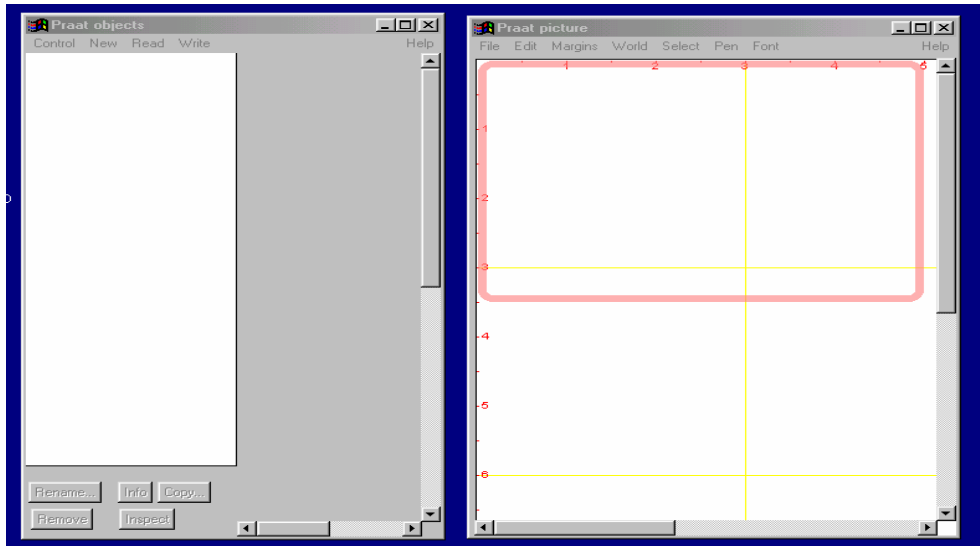 Praat objects
Control New Read Write Help
Rename... Info Copy...
Remove Inspect
Praat picture
File Edit Margins World Select Pen Font Help
1 2 3 4 5
1
2
3
4
5
6